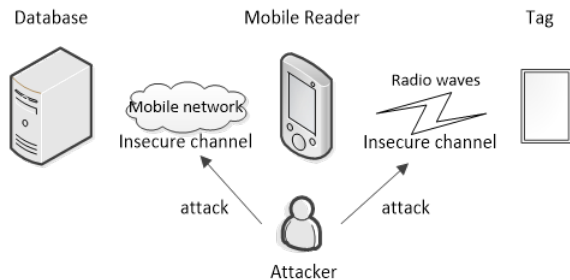 Database
Mobile Reader
Tag
Mobile network
Radio waves
Insecure channel
Insecure channel
attack
attack
Attacker